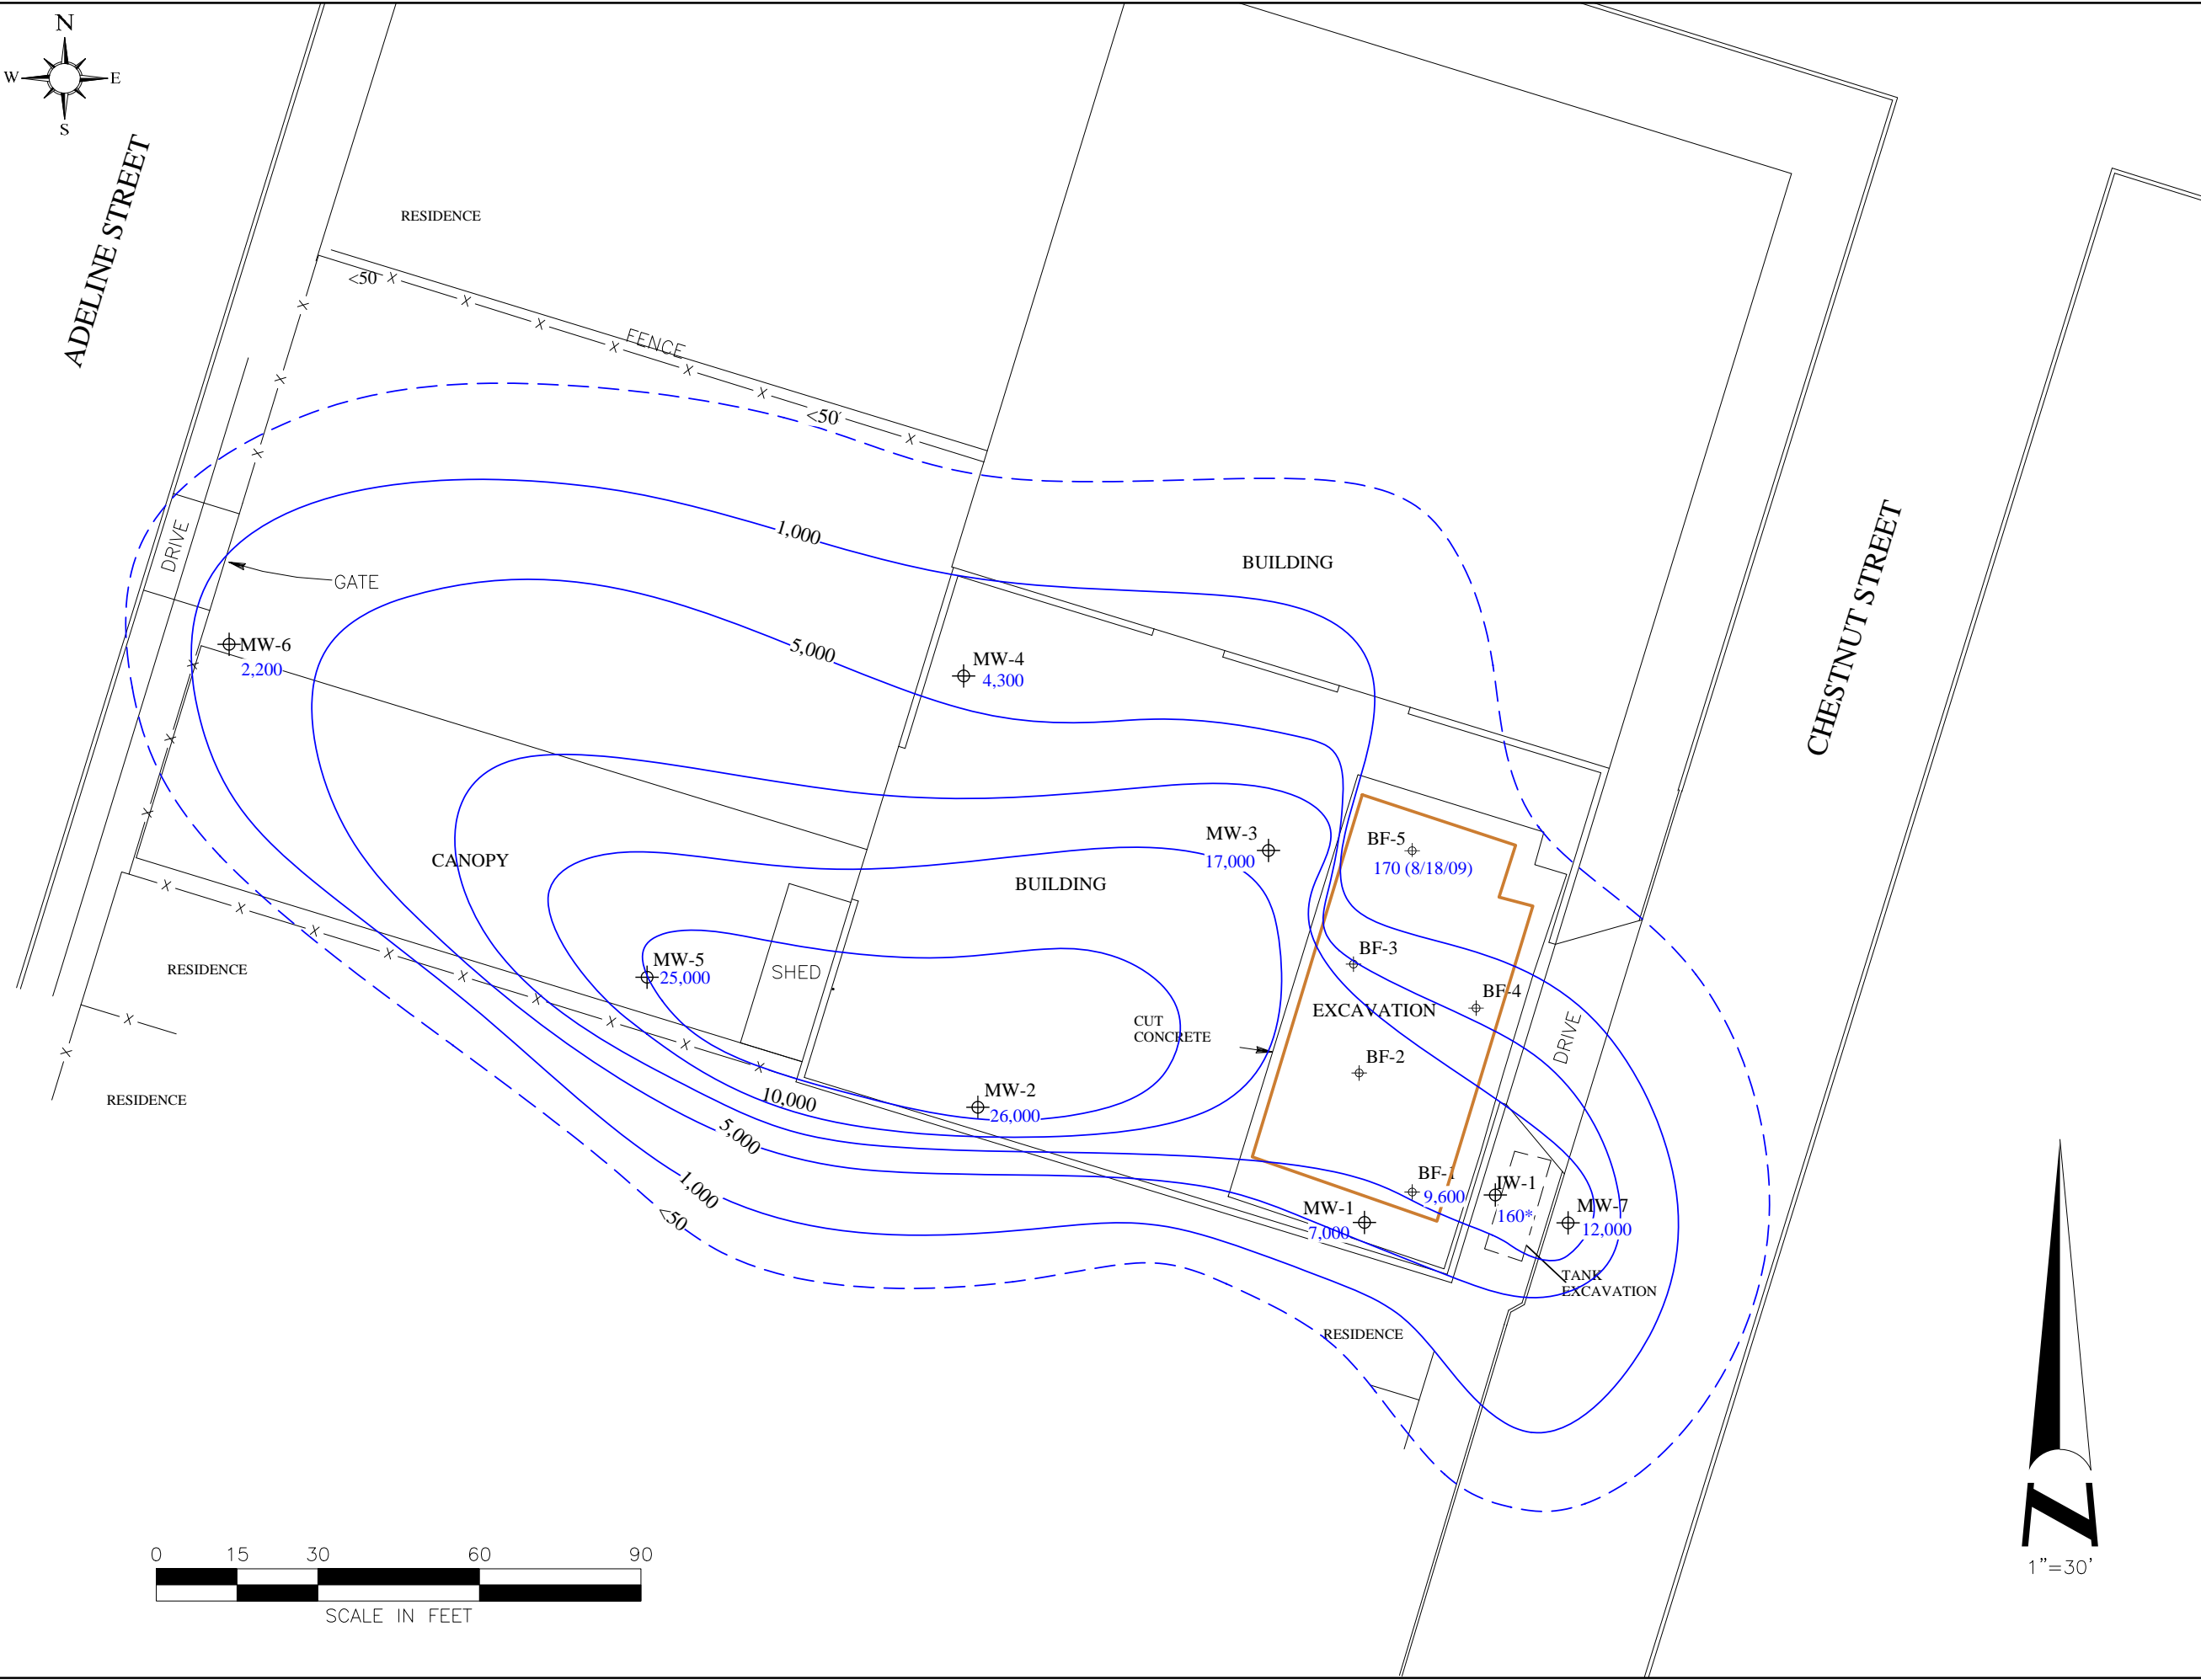 N
W
E
S
ADELINE STREET
RESIDENCE
<50
FENCE
<50
1,000
DRIVE
BUILDING
GATE
CHESTNUT STREET
5,000
MW-6
2,200
MW-4
4,300
MW-3
17,000
BF-5
170 (8/18/09)
CANOPY
BUILDING
BF-3
MW-5
25,000
SHED
RESIDENCE
BF-4
EXCAVATION
CUT
CONCRETE
DRIVE
BF-2
RESIDENCE
MW-2
26,000
10,000
5,000
1,000
<50
BF-1
9,600
IW-1
160*
MW-1
7,000
MW-7
12,000
TANK
EXCAVATION
RESIDENCE
0 15 30 60 90
SCALE IN FEET
N
1"=30'